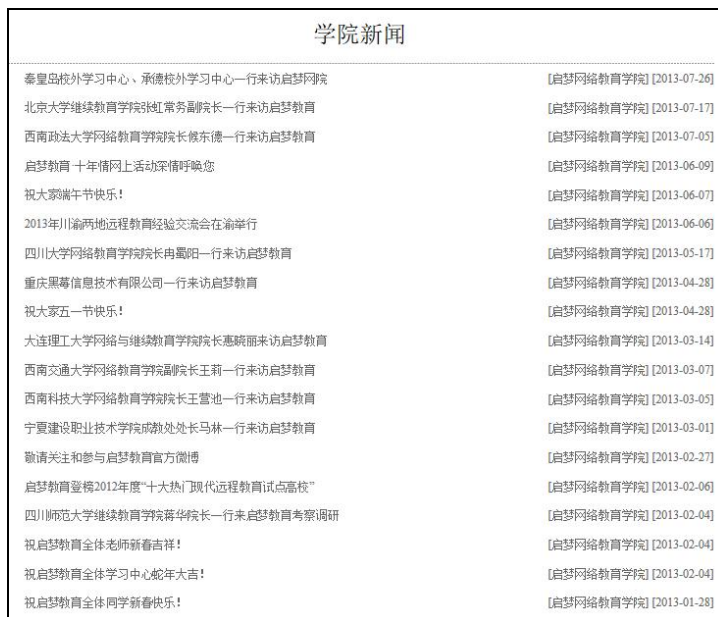 学院新闻
秦皇岛校外学习中心、承德校外学习中心一行来访启梦网院 [启梦网络教育学院] [2013-07-26]
北京大学继续教育学院张虹常务副院长一行来访启梦教育 [启梦网络教育学院] [2013-07-17]
西南政法大学网络教育学院院长候东德一行来访启梦教育 [启梦网络教育学院] [2013-07-05]
启梦教育 十年情网上活动深情呼唤您 [启梦网络教育学院] [2013-06-09]
祝大家端午节快乐! [启梦网络教育学院] [2013-06-07]
2013年川渝两地远程教育经验交流会在渝举行 [启梦网络教育学院] [2013-06-06]
四川大学网络教育学院院长冉蜀阳一行来访启梦教育 [启梦网络教育学院] [2013-05-17]
重庆黑莓信息技术有限公司一行来访启梦教育 [启梦网络教育学院] [2013-04-28]
祝大家五一节快乐! [启梦网络教育学院] [2013-04-28]
大连理工大学网络与继续教育学院院长惠晓丽来访启梦教育 [启梦网络教育学院] [2013-03-14]
西南交通大学网络教育学院副院长王莉一行来访启梦教育 [启梦网络教育学院] [2013-03-07]
西南科技大学网络教育学院院长王营池一行来访启梦教育 [启梦网络教育学院] [2013-03-05]
宁夏建设职业技术学院成教处处长马林一行来访启梦教育 [启梦网络教育学院] [2013-03-01]
敬请关注和参与启梦教育官方微博 [启梦网络教育学院] [2013-02-27]
启梦教育登榜2012年度“十大热门现代远程教育试点高校” [启梦网络教育学院] [2013-02-06]
四川师范大学继续教育学院蒋华院长一行来启梦教育考察调研 [启梦网络教育学院] [2013-02-04]
祝启梦教育全体老师新春吉祥! [启梦网络教育学院] [2013-02-04]
祝启梦教育全体学习中心蛇年大吉! [启梦网络教育学院] [2013-02-04]
祝启梦教育全体同学新春快乐! [启梦网络教育学院] [2013-01-28]